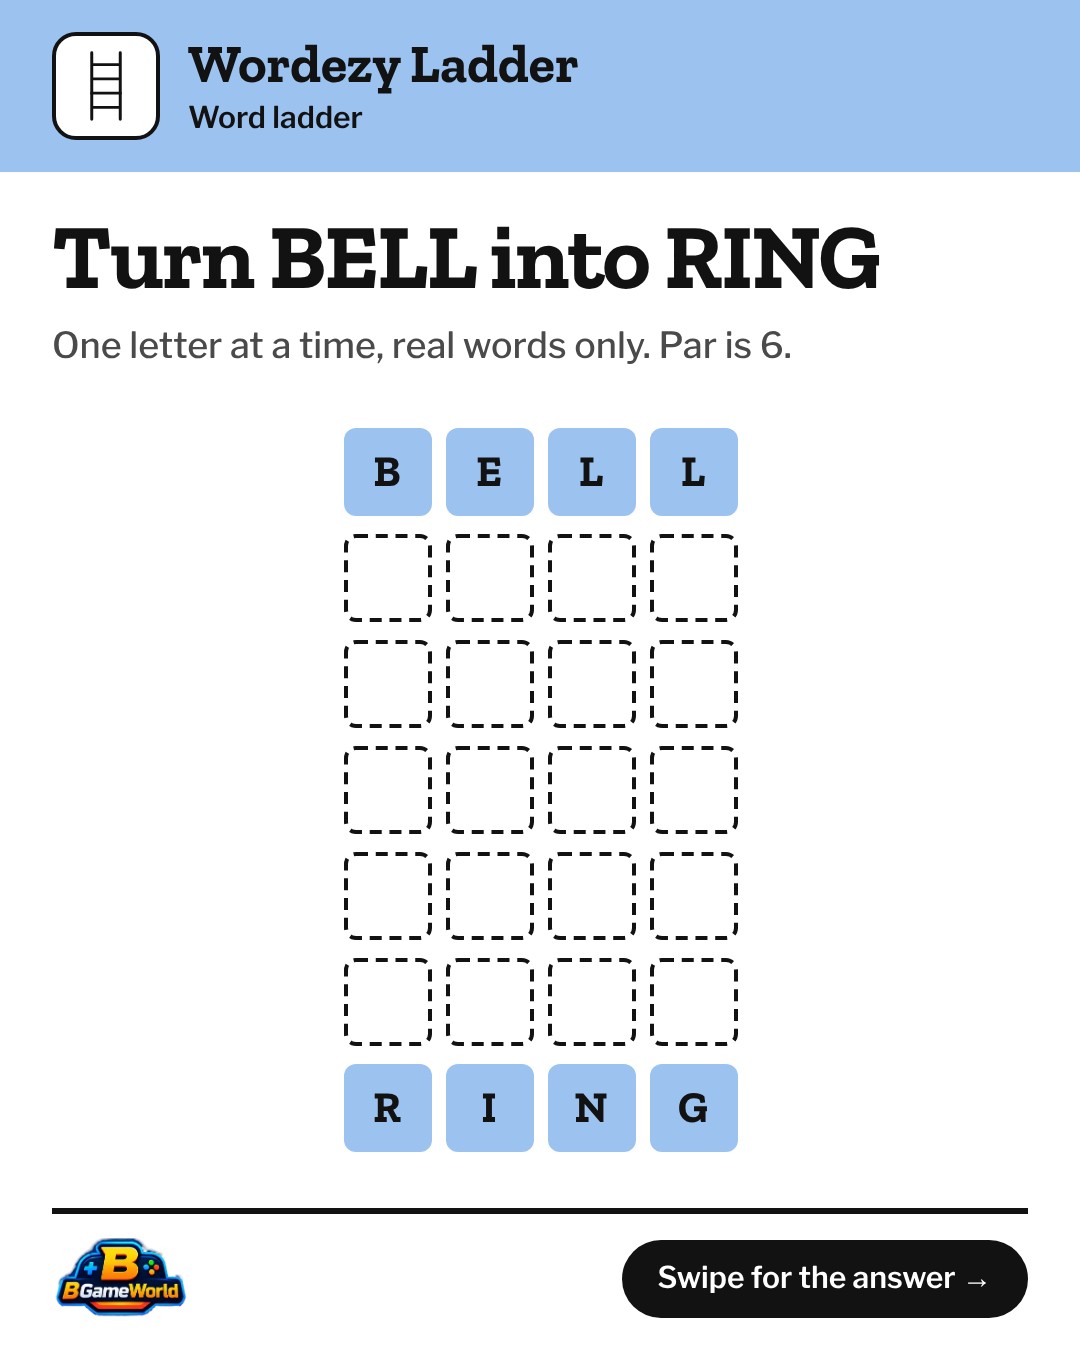 Wordezy Ladder
Word ladder
Turn BELL into RING
One letter at a time, real words only. Par is 6.
B E L L
R I N G
B
BGameWorld
Swipe for the answer →